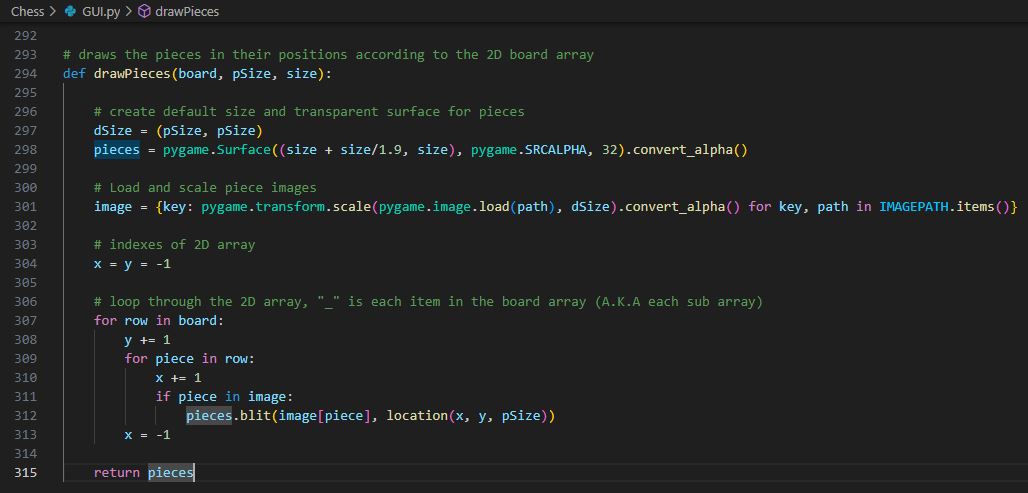 Chess > GUI.py > drawPieces
292
293 # draws the pieces in their positions according to the 2D board array
294 def drawPieces(board, pSize, size):
295
296     # create default size and transparent surface for pieces
297     dSize = (pSize, pSize)
298     pieces = pygame.Surface((size + size/1.9, size), pygame.SRCALPHA, 32).convert_alpha()
299
300     # Load and scale piece images
301     image = {key: pygame.transform.scale(pygame.image.load(path), dSize).convert_alpha() for key, path in IMAGEPATH.items()}
302
303     # indexes of 2D array
304     x = y = -1
305
306     # loop through the 2D array, "_" is each item in the board array (A.K.A each sub array)
307     for row in board:
308         y += 1
309         for piece in row:
310             x += 1
311             if piece in image:
312                 pieces.blit(image[piece], location(x, y, pSize))
313         x = -1
314
315     return pieces